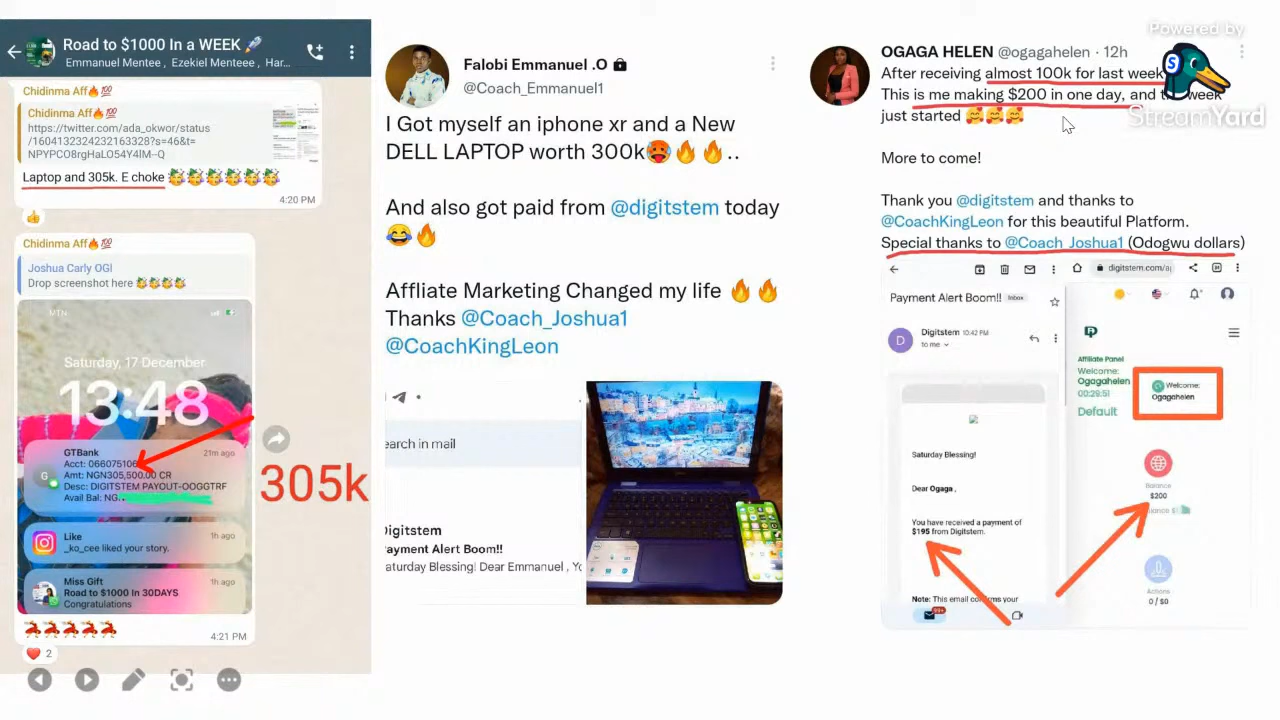 Road to $1000 In a WEEK 🚀
Emmanuel Mentee, Ezekiel Menteee, Har...
Chidinma Aff🔥💯
Chidinma Aff🔥💯
https://twitter.com/ada_okwor/status
/1604132324232163328?s=46&t=
NPYPCO8rgHaLO54Y4lM--Q
Laptop and 305k. E choke 🥳🥳🥳🥳🥳🥳
4:20 PM
👍
Chidinma Aff🔥💯
Joshua Carly OGI
Drop screenshot here 🥳🥳🥳🥳
MTN
Saturday, 17 December
13:48
GTBank
21m ago
Acct: 066075106
Amt: NGN305,500.00 CR
Desc: DIGITSTEM PAYOUT-OOGGTRF
Avail Bal: NG
Like
1h ago
_ko_cee liked your story.
Miss Gift
1h ago
Road to $1000 In 30DAYS
Congratulations
💃💃💃💃💃
4:21 PM
❤️ 2
305k
Falobi Emmanuel .O 🔒
@Coach_Emmanuel1
I Got myself an iphone xr and a New
DELL LAPTOP worth 300k🥵🔥🔥..
And also got paid from @digitstem today
😂🔥
Affliate Marketing Changed my life 🔥🔥
Thanks @Coach_Joshua1
@CoachKingLeon
earch in mail
Digitstem
ayment Alert Boom!!
aturday Blessing! Dear Emmanuel , Yo
OGAGA HELEN @ogagahelen · 12h
After receiving almost 100k for last week
This is me making $200 in one day, and the week
just started 🥰🥰🥰
More to come!
Thank you @digitstem and thanks to
@CoachKingLeon for this beautiful Platform.
Special thanks to @Coach_Joshua1 (Odogwu dollars)
Payment Alert Boom!! Inbox
D
Digitstem 10:42 PM
to me
Saturday Blessing!
Dear Ogaga ,
You have received a payment of
$195 from Digitstem.
Note: This email confirms your
99+
digitstem.com/a
Affiliate Panel
Welcome:
Ogagahelen
00:29:51
Default
Welcome:
Ogagahelen
Balance
$200
Actions
0 / $0
Powered by
S
StreamYard